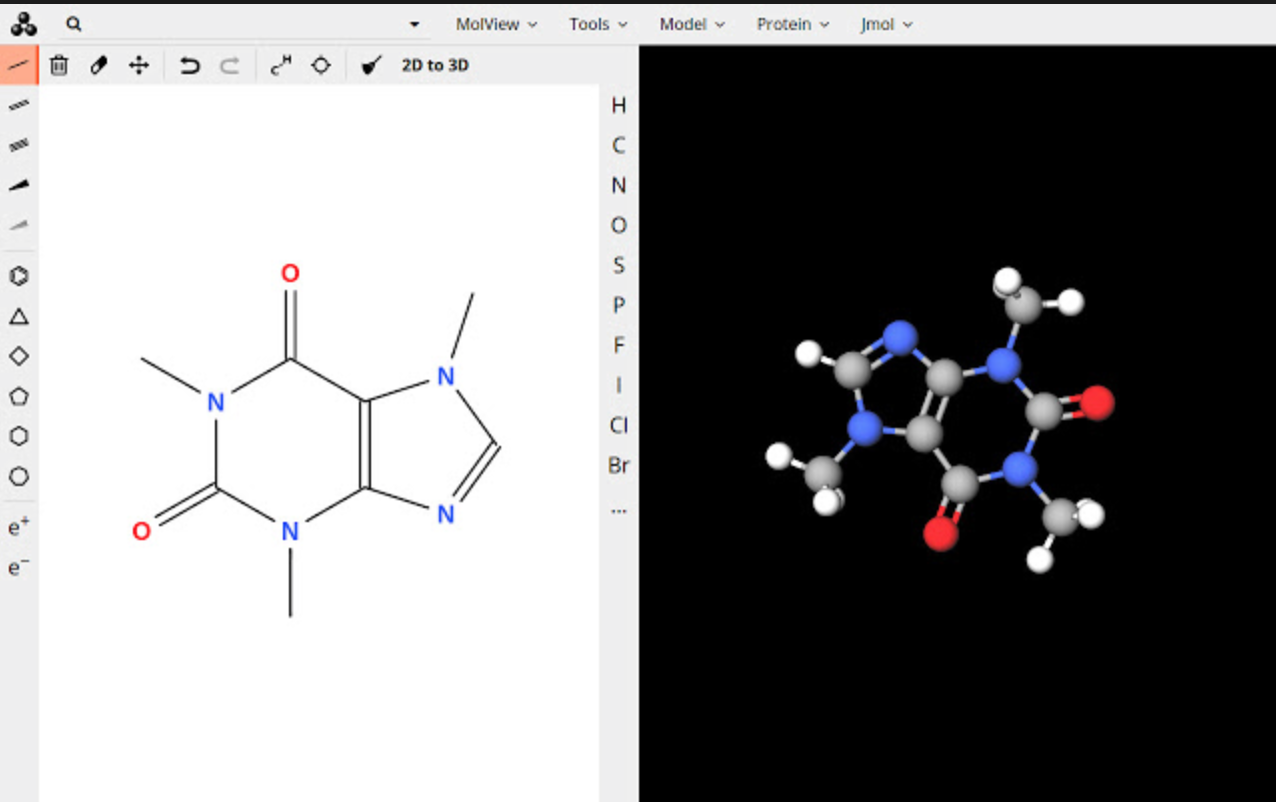 MolView Tools Model Protein Jmol
C H 2D to 3D
H
C
N
O
S
P
F
I
Cl
Br
...
e+
e−
O
N
N
O
N
N